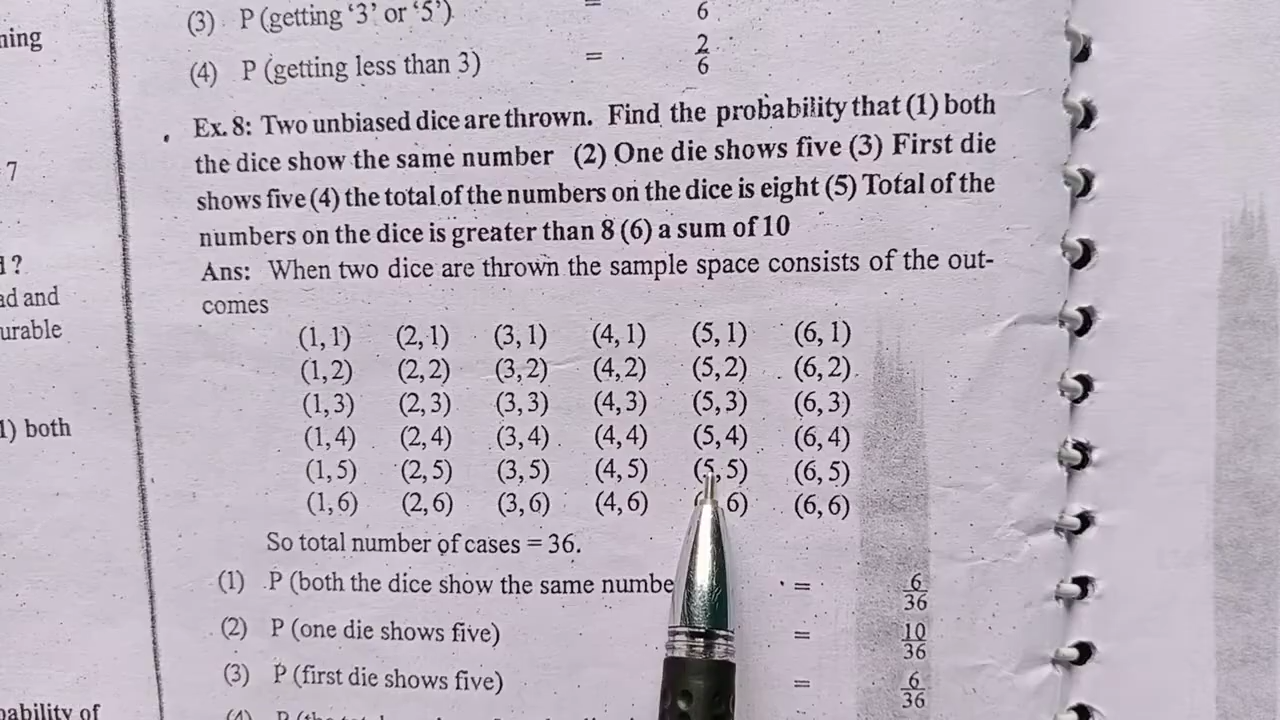 ning
7
d ?
ad and
urable
1) both
(3) P (getting '3' or '5') = 6
(4) P (getting less than 3) = 2/6
Ex. 8: Two unbiased dice are thrown. Find the probability that (1) both
the dice show the same number (2) One die shows five (3) First die
shows five (4) the total of the numbers on the dice is eight (5) Total of the
numbers on the dice is greater than 8 (6) a sum of 10
Ans: When two dice are thrown the sample space consists of the out-
comes
(1, 1) (2, 1) (3, 1) (4, 1) (5, 1) (6, 1)
(1, 2) (2, 2) (3, 2) (4, 2) (5, 2) (6, 2)
(1, 3) (2, 3) (3, 3) (4, 3) (5, 3) (6, 3)
(1, 4) (2, 4) (3, 4) (4, 4) (5, 4) (6, 4)
(1, 5) (2, 5) (3, 5) (4, 5) (5, 5) (6, 5)
(1, 6) (2, 6) (3, 6) (4, 6) ( 6) (6, 6)
So total number of cases = 36.
(1) P (both the dice show the same numbe = 6/36
(2) P (one die shows five) = 10/36
(3) P (first die shows five) = 6/36